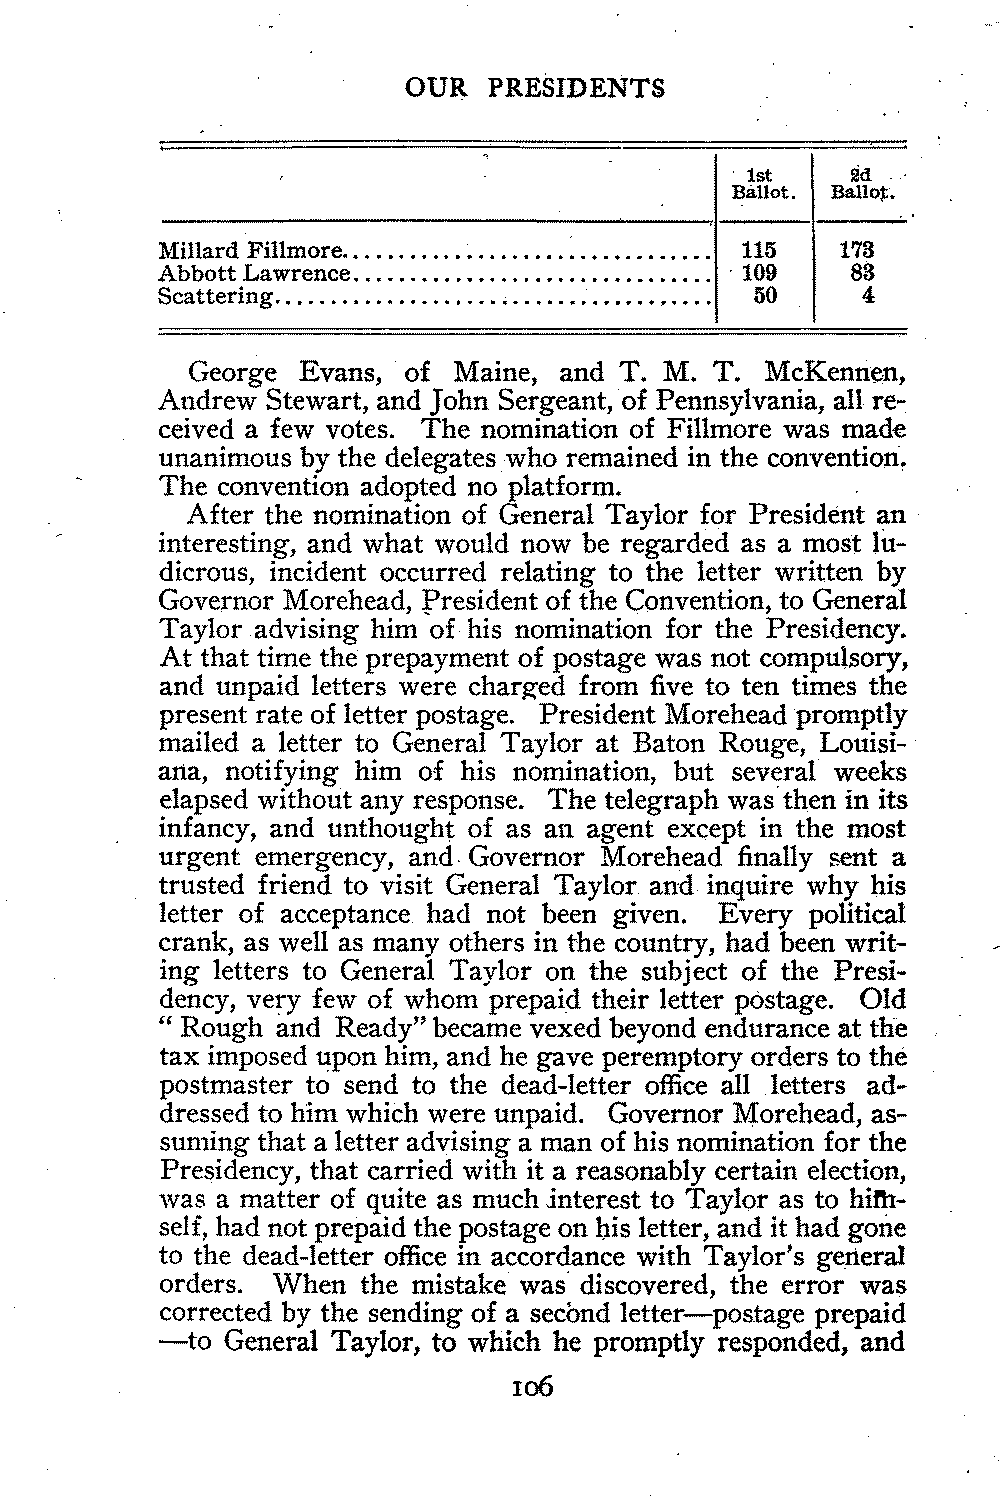 OUR PRESIDENTS
1st Ballot. 2d Ballot.
Millard Fillmore................................ 115 173
Abbott Lawrence................................ 109 83
Scattering...................................... 50 4
George Evans, of Maine, and T. M. T. McKennen,
Andrew Stewart, and John Sergeant, of Pennsylvania, all re-
ceived a few votes. The nomination of Fillmore was made
unanimous by the delegates who remained in the convention.
The convention adopted no platform.
After the nomination of General Taylor for President an
interesting, and what would now be regarded as a most lu-
dicrous, incident occurred relating to the letter written by
Governor Morehead, President of the Convention, to General
Taylor advising him of his nomination for the Presidency.
At that time the prepayment of postage was not compulsory,
and unpaid letters were charged from five to ten times the
present rate of letter postage. President Morehead promptly
mailed a letter to General Taylor at Baton Rouge, Louisi-
ana, notifying him of his nomination, but several weeks
elapsed without any response. The telegraph was then in its
infancy, and unthought of as an agent except in the most
urgent emergency, and Governor Morehead finally sent a
trusted friend to visit General Taylor and inquire why his
letter of acceptance had not been given. Every political
crank, as well as many others in the country, had been writ-
ing letters to General Taylor on the subject of the Presi-
dency, very few of whom prepaid their letter postage. Old
“ Rough and Ready” became vexed beyond endurance at the
tax imposed upon him, and he gave peremptory orders to the
postmaster to send to the dead-letter office all letters ad-
dressed to him which were unpaid. Governor Morehead, as-
suming that a letter advising a man of his nomination for the
Presidency, that carried with it a reasonably certain election,
was a matter of quite as much interest to Taylor as to him-
self, had not prepaid the postage on his letter, and it had gone
to the dead-letter office in accordance with Taylor's general
orders. When the mistake was discovered, the error was
corrected by the sending of a second letter—postage prepaid
—to General Taylor, to which he promptly responded, and
106